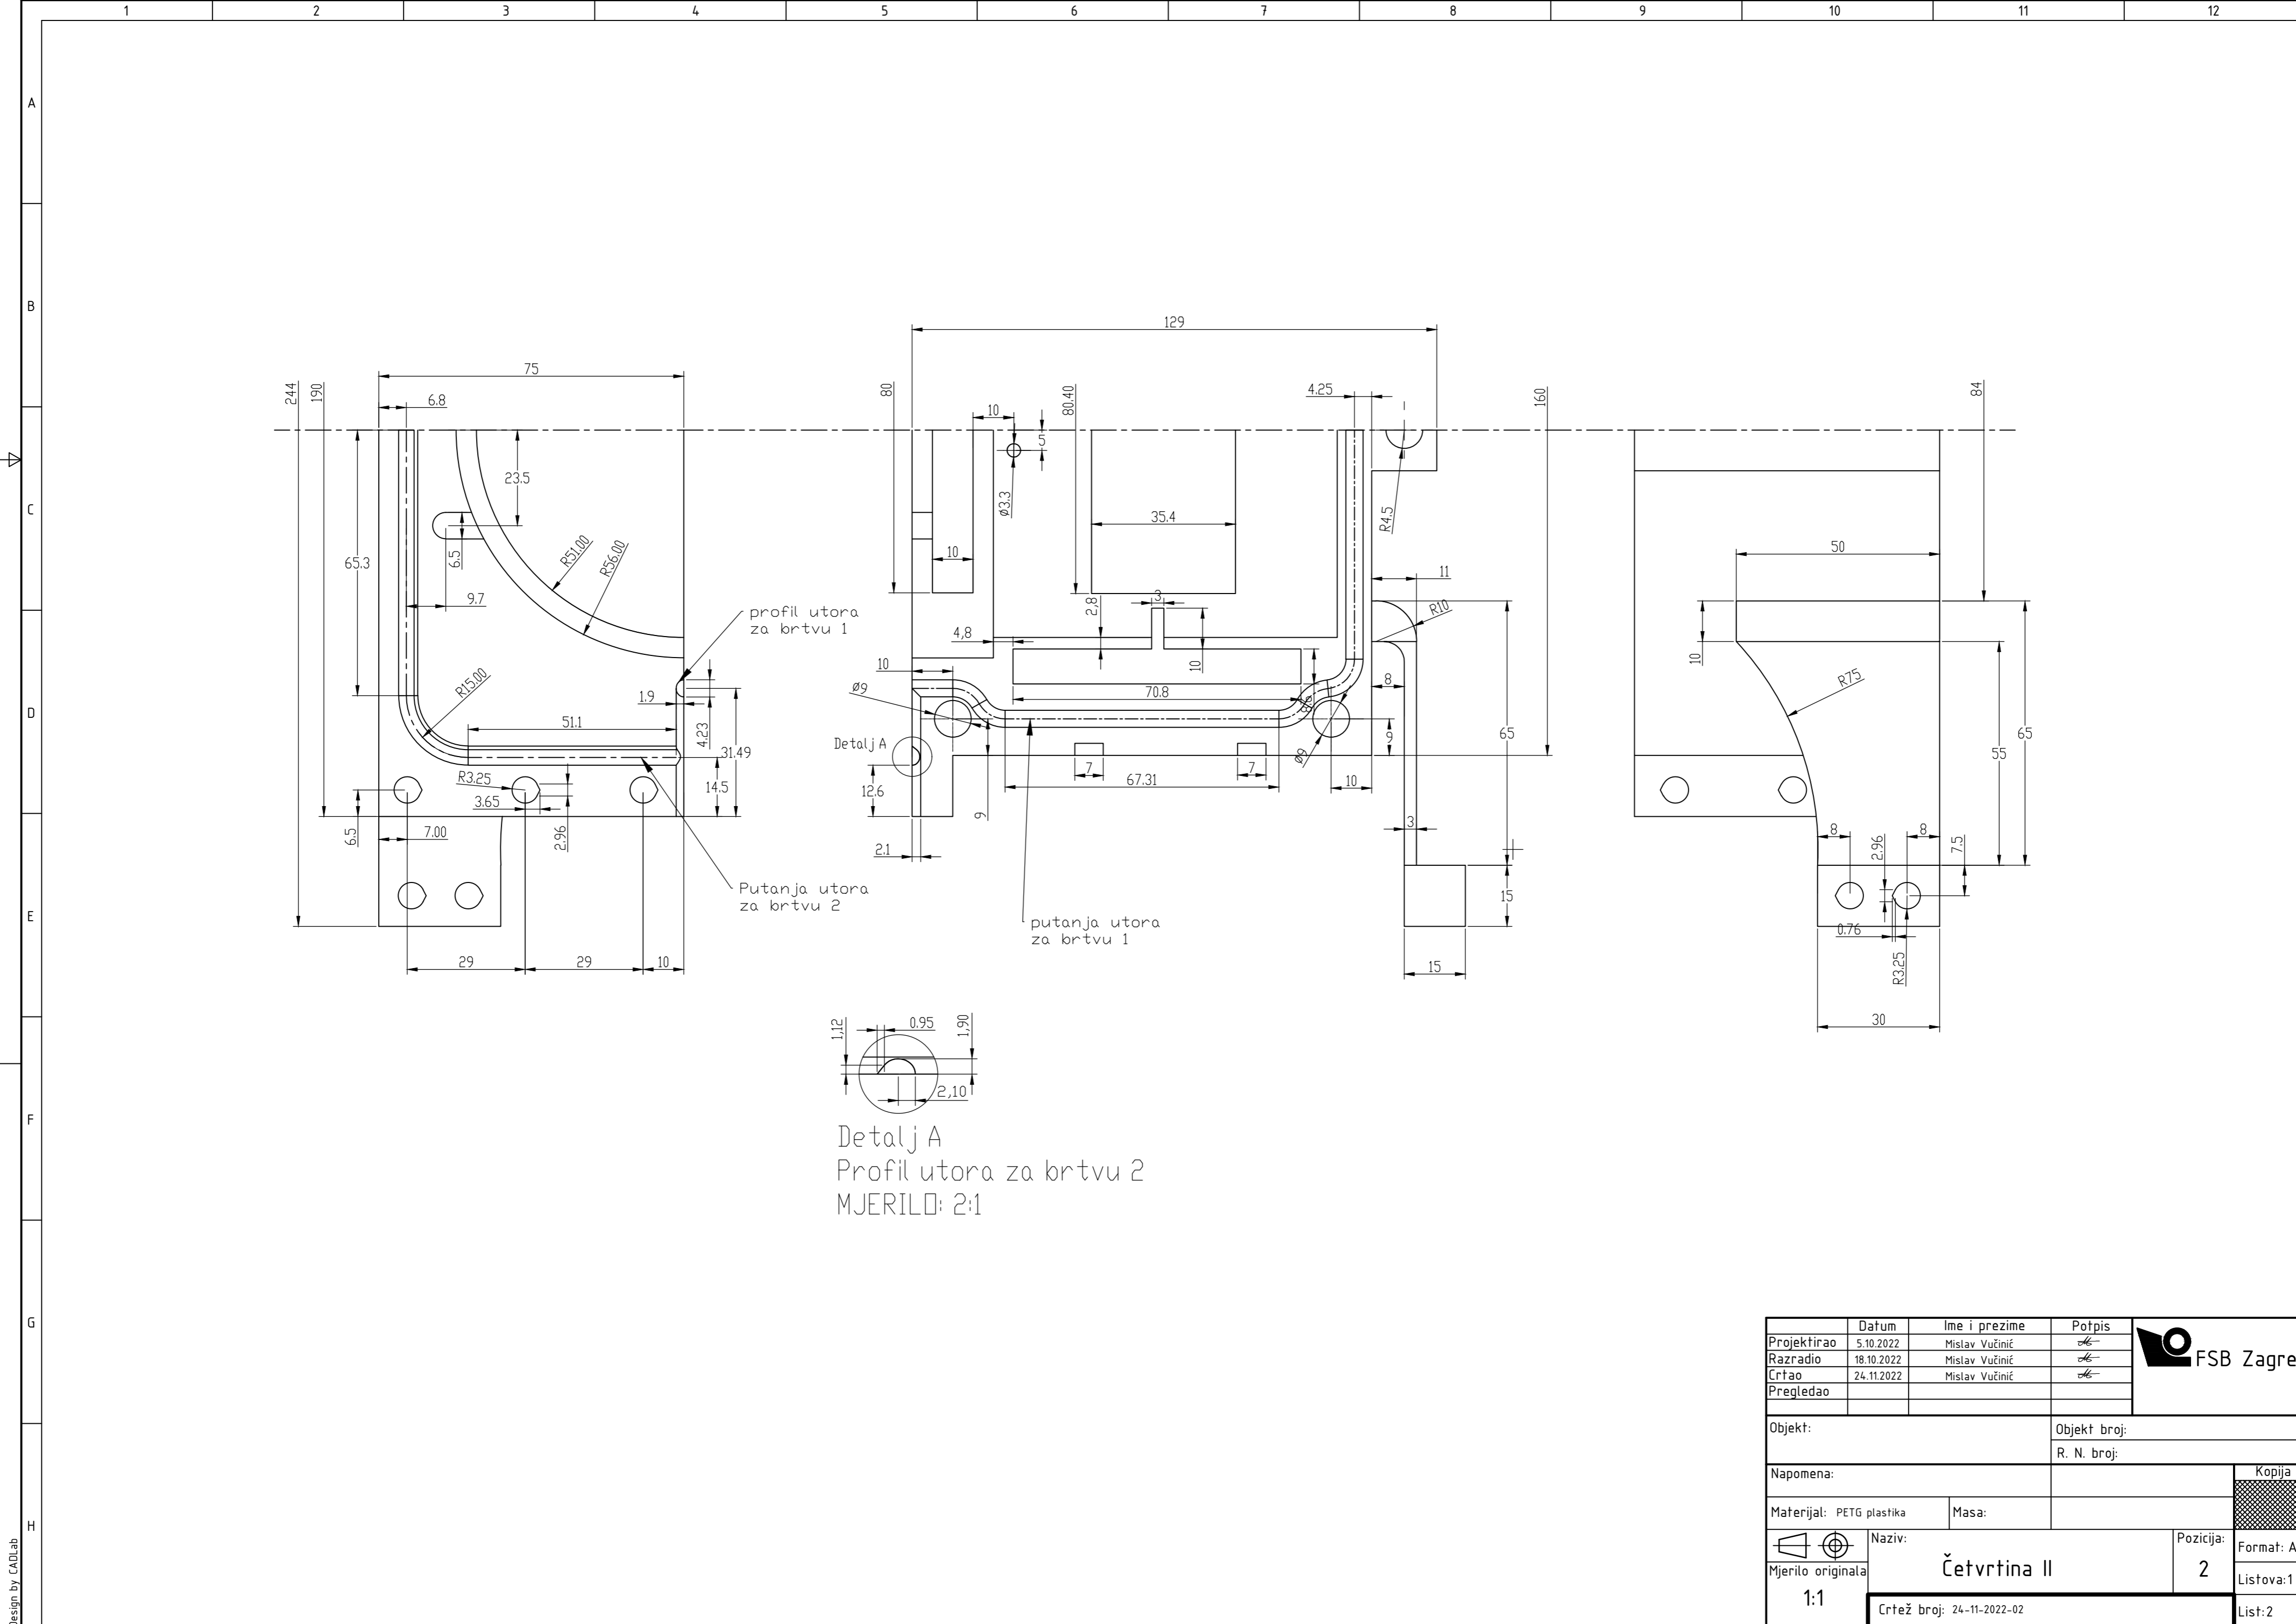 1 2 3 4 5 6 7 8 9 10 11 12
A
B
C
D
E
F
G
H
129
75
244
190
6.8
80
10
80.40
4.25
160
84
5
23.5
Ø3.3
35.4
R4.5
50
65.3
6.5
R51.00
R56.00
10
11
9.7
2,8
3
R10
10
profil utora
za brtvu 1
4,8
10
R15.00
1.9
10
Ø9
70.8
8.6
8
R75
51.1
4.23
31.49
Detalj A
9
65
55
65
R3.25
14.5
12.6
7
67.31
7
Ø9
10
3.65
6.5
7.00
2.96
9
3
8
2.96
8
7.5
2.1
Putanja utora
za brtvu 2
15
putanja utora
za brtvu 1
0.76
29
29
10
15
R3.25
30
1,12
0.95
1,90
2,10
Detalj A
Profil utora za brtvu 2
MJERILO: 2:1
Datum Ime i prezime Potpis
Projektirao 5.10.2022 Mislav Vučinić
Razradio 18.10.2022 Mislav Vučinić
Crtao 24.11.2022 Mislav Vučinić
Pregledao
FSB Zagre
Objekt:
Objekt broj:
R. N. broj:
Napomena:
Kopija
Materijal: PETG plastika
Masa:
Naziv:
Četvrtina II
Pozicija:
2
Format: A
Mjerilo originala
1:1
Listova:1
Crtež broj: 24-11-2022-02
List:2
Design by CADLab